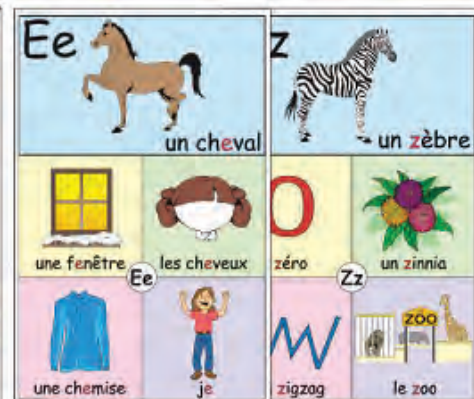 Ee
un cheval
une fenêtre
les cheveux
Ee
une chemise
je
z
un zèbre
zéro
un zinnia
Zz
zigzag
ZOO
le zoo